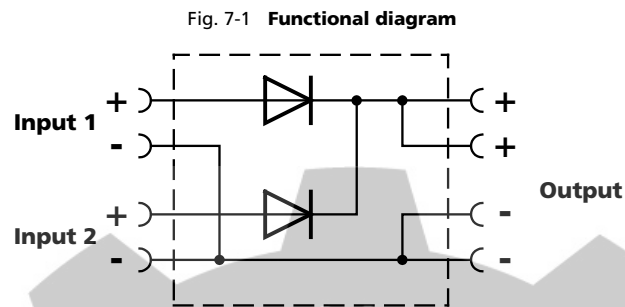 Fig. 7-1 Functional diagram
+
+
Input 1
-
+
+
Input 2
-
Output
-
-